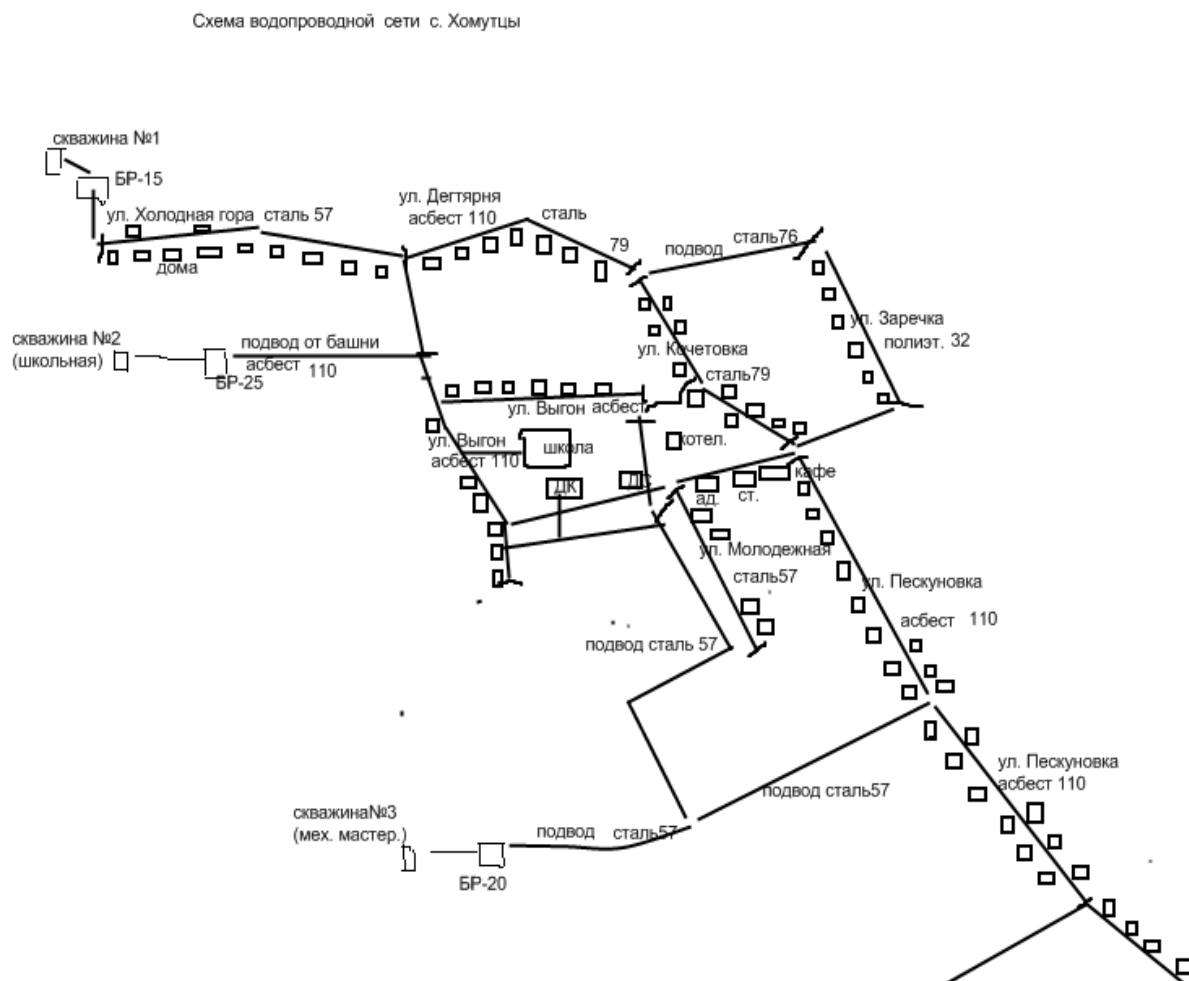 Схема водопроводной сети с. Хомутцы
скважина №1
БР-15
ул. Холодная гора сталь 57
дома
ул. Дегтярня
асбест 110
сталь
79
подвод
сталь76
скважина №2
(школьная)
БР-25
подвод от башни
асбест 110
ул. Заречка
полиэт. 32
ул. Кочетовка
сталь79
ул. Выгон асбест
ул. Выгон
асбест 110
школа
котел.
ДК
ДС
ад.
ст.
кафе
ул. Молодежная
сталь57
ул. Пескуновка
асбест 110
подвод сталь 57
ул. Пескуновка
асбест 110
подвод сталь57
скважина№3
(мех. мастер.)
БР-20
подвод сталь57